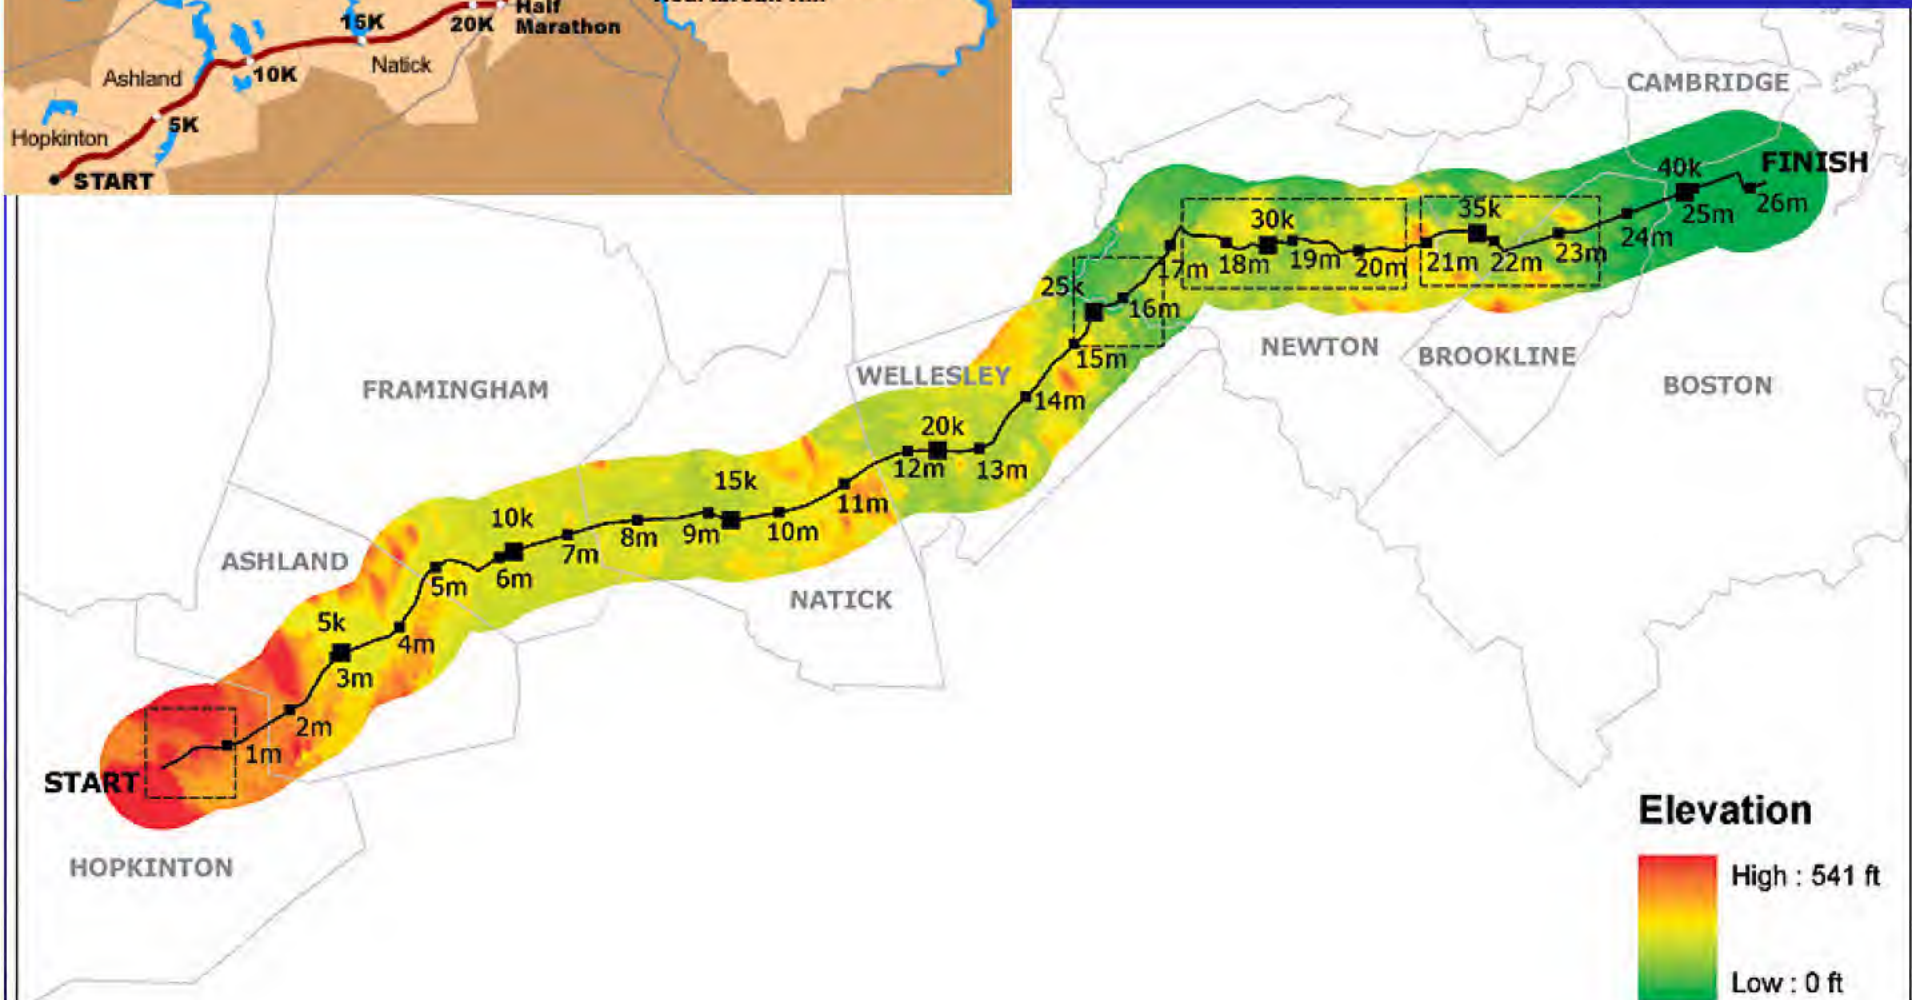 15K
20K
Half
Marathon
Ashland
10K
Natick
5K
Hopkinton
START
CAMBRIDGE
40k
FINISH
25m
26m
24m
35k
30k
17m
18m
19m
20m
21m
22m
23m
25k
16m
15m
NEWTON
BROOKLINE
BOSTON
FRAMINGHAM
WELLESLEY
14m
20k
12m
13m
15k
11m
10k
9m
10m
8m
7m
6m
ASHLAND
5m
NATICK
5k
4m
3m
2m
1m
START
HOPKINTON
Elevation
High : 541 ft
Low : 0 ft